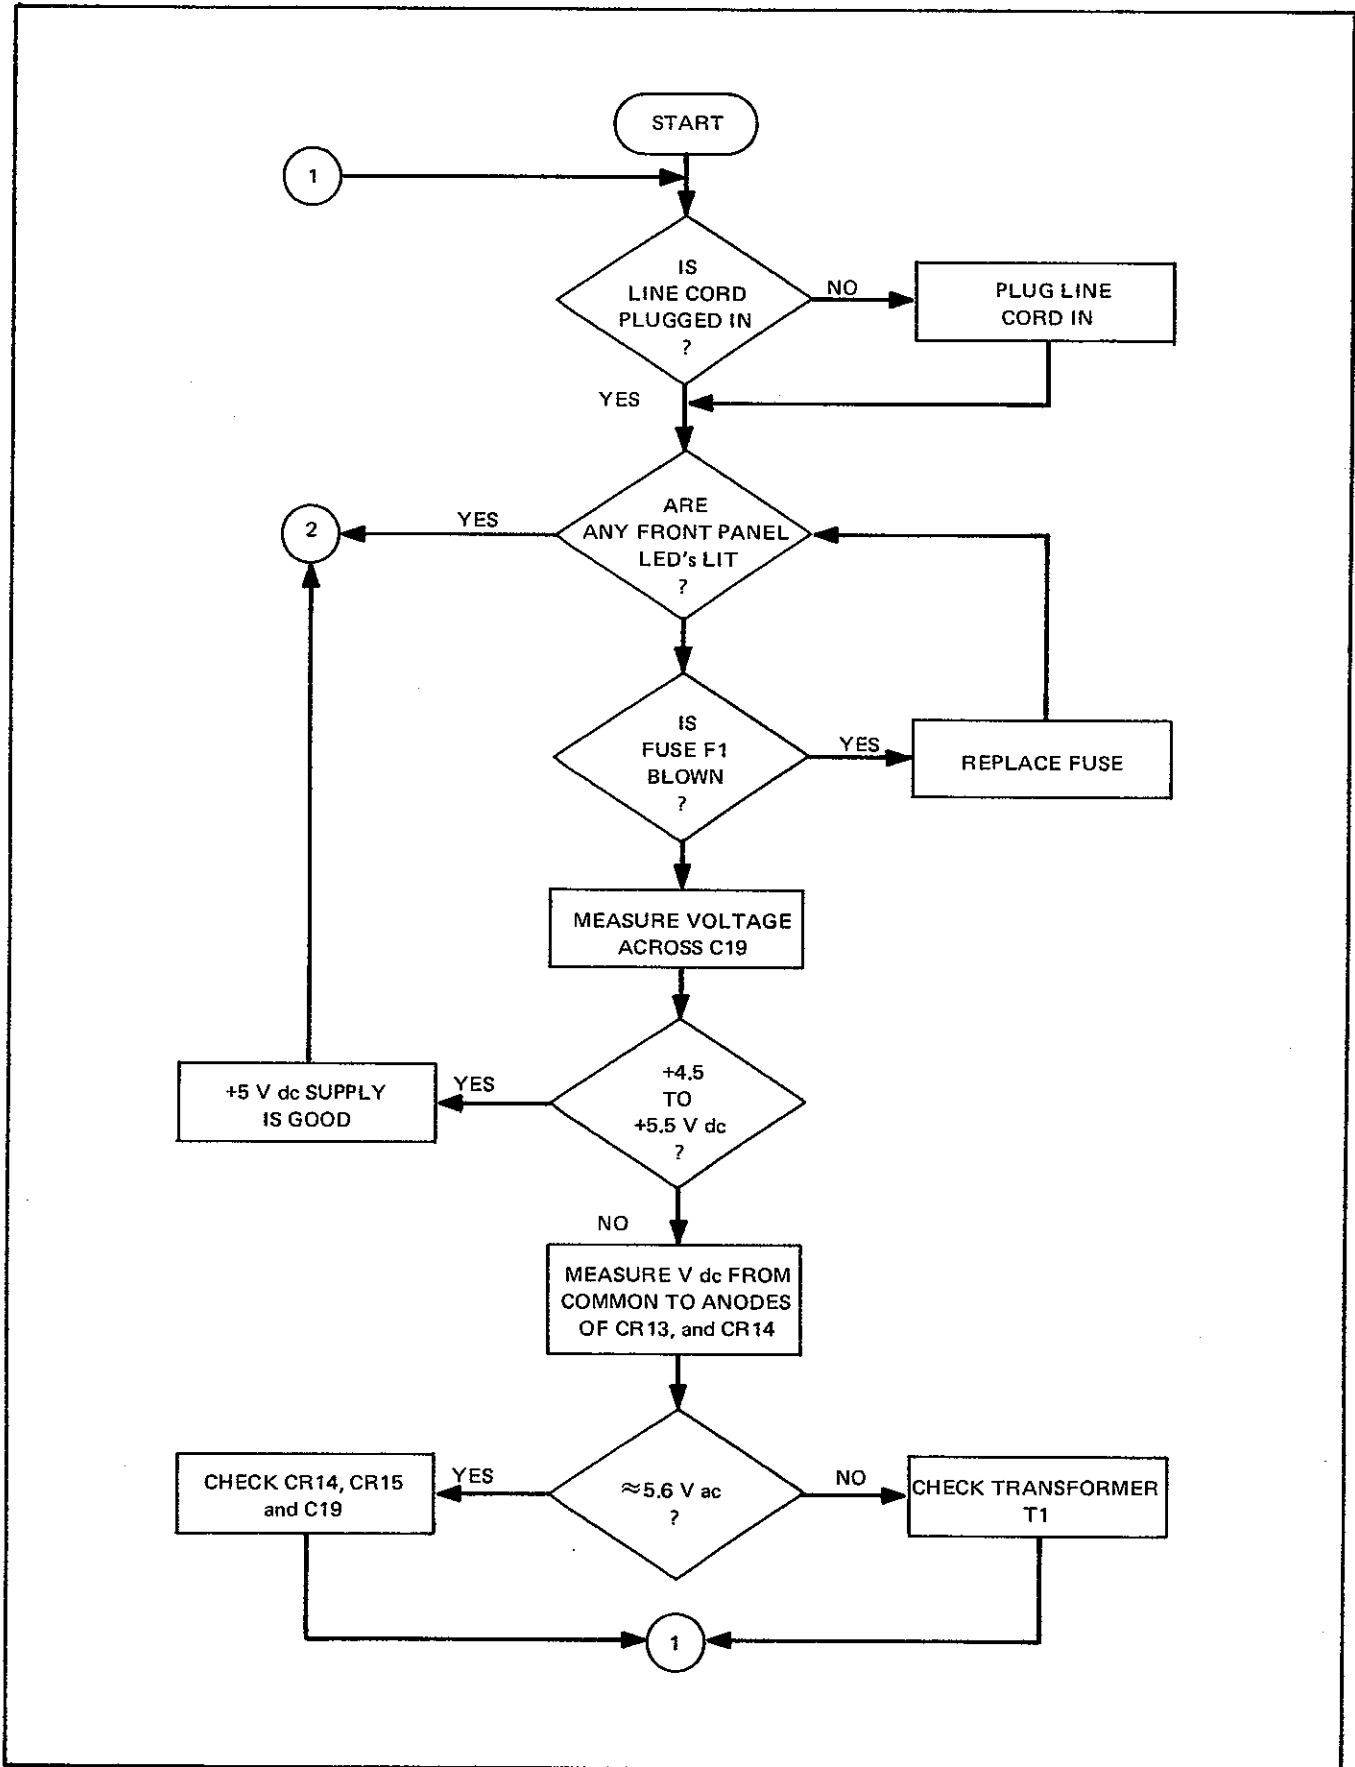 START
1
IS
LINE CORD
PLUGGED IN
?
NO
PLUG LINE
CORD IN
YES
ARE
ANY FRONT PANEL
LED's LIT
?
YES
2
IS
FUSE F1
BLOWN
?
YES
REPLACE FUSE
MEASURE VOLTAGE
ACROSS C19
+4.5
TO
+5.5 V dc
?
YES
+5 V dc SUPPLY
IS GOOD
NO
MEASURE V dc FROM
COMMON TO ANODES
OF CR13, and CR14
≈5.6 V ac
?
YES
CHECK CR14, CR15
and C19
NO
CHECK TRANSFORMER
T1
1